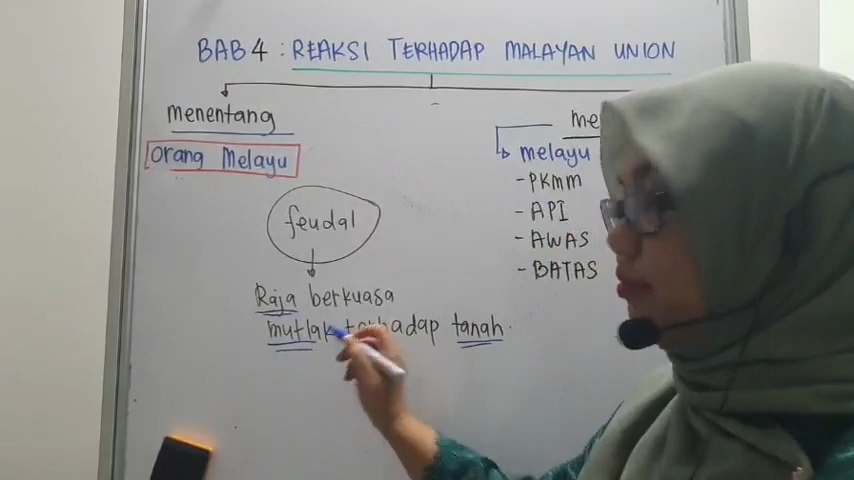 BAB 4 : REAKSI TERHADAP MALAYAN UNION
menentang
Orang Melayu
feudal
Raja berkuasa
mutlak terhadap tanah.
me
melayu
- PKMM
- API
- AWAS
- BATAS